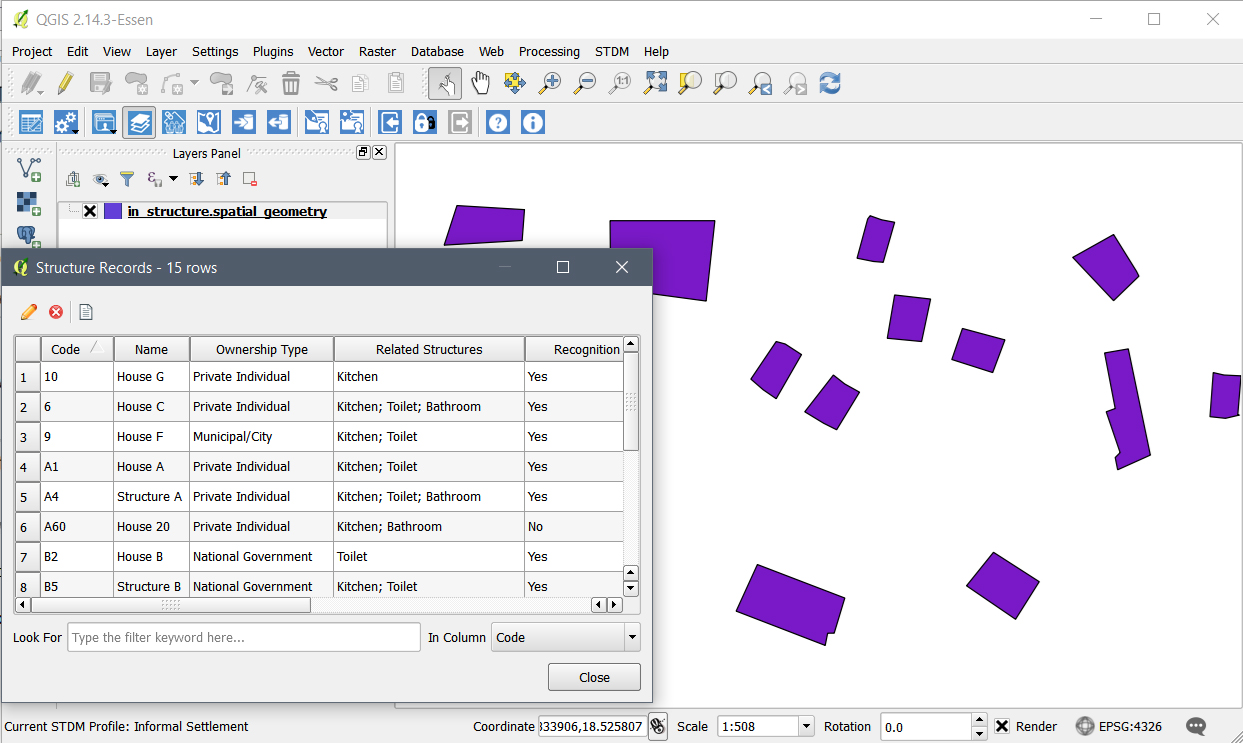 QGIS 2.14.3-Essen
Project Edit View Layer Settings Plugins Vector Raster Database Web Processing STDM Help
1:1
Layers Panel
in_structure.spatial_geometry
Structure Records - 15 rows
Code Name Ownership Type Related Structures Recognition
1 10 House G Private Individual Kitchen Yes
2 6 House C Private Individual Kitchen; Toilet; Bathroom Yes
3 9 House F Municipal/City Kitchen; Toilet Yes
4 A1 House A Private Individual Kitchen; Toilet Yes
5 A4 Structure A Private Individual Kitchen; Toilet; Bathroom Yes
6 A60 House 20 Private Individual Kitchen; Bathroom No
7 B2 House B National Government Toilet Yes
8 B5 Structure B National Government Kitchen; Toilet Yes
Look For Type the filter keyword here... In Column Code
Close
Current STDM Profile: Informal Settlement Coordinate 333906,18.525807 Scale 1:508 Rotation 0.0 Render EPSG:4326